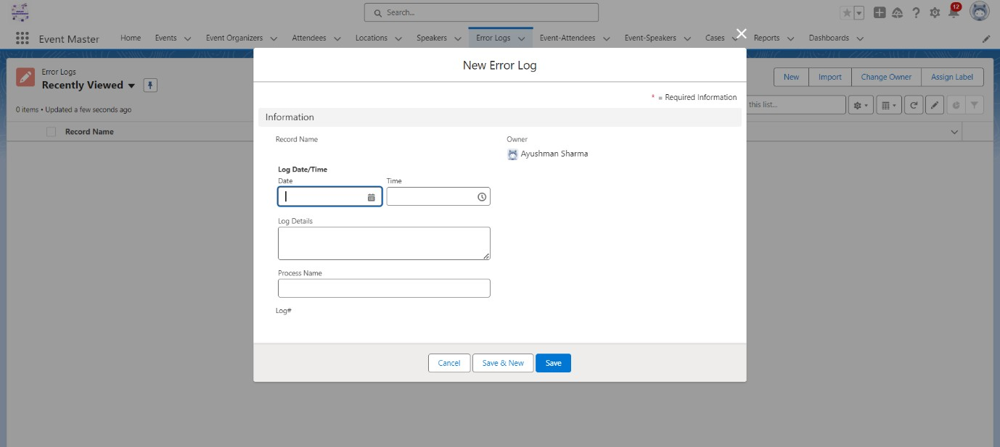 Search...
12
Event Master
Home
Events
Event Organizers
Attendees
Locations
Speakers
Error Logs
Event-Attendees
Event-Speakers
Cases
Reports
Dashboards
Error Logs
Recently Viewed
New
Import
Change Owner
Assign Label
0 items • Updated a few seconds ago
this list...
Record Name
New Error Log
* = Required Information
Information
Record Name
Owner
Ayushman Sharma
Log Date/Time
Date
Time
Log Details
Process Name
Log#
Cancel
Save & New
Save